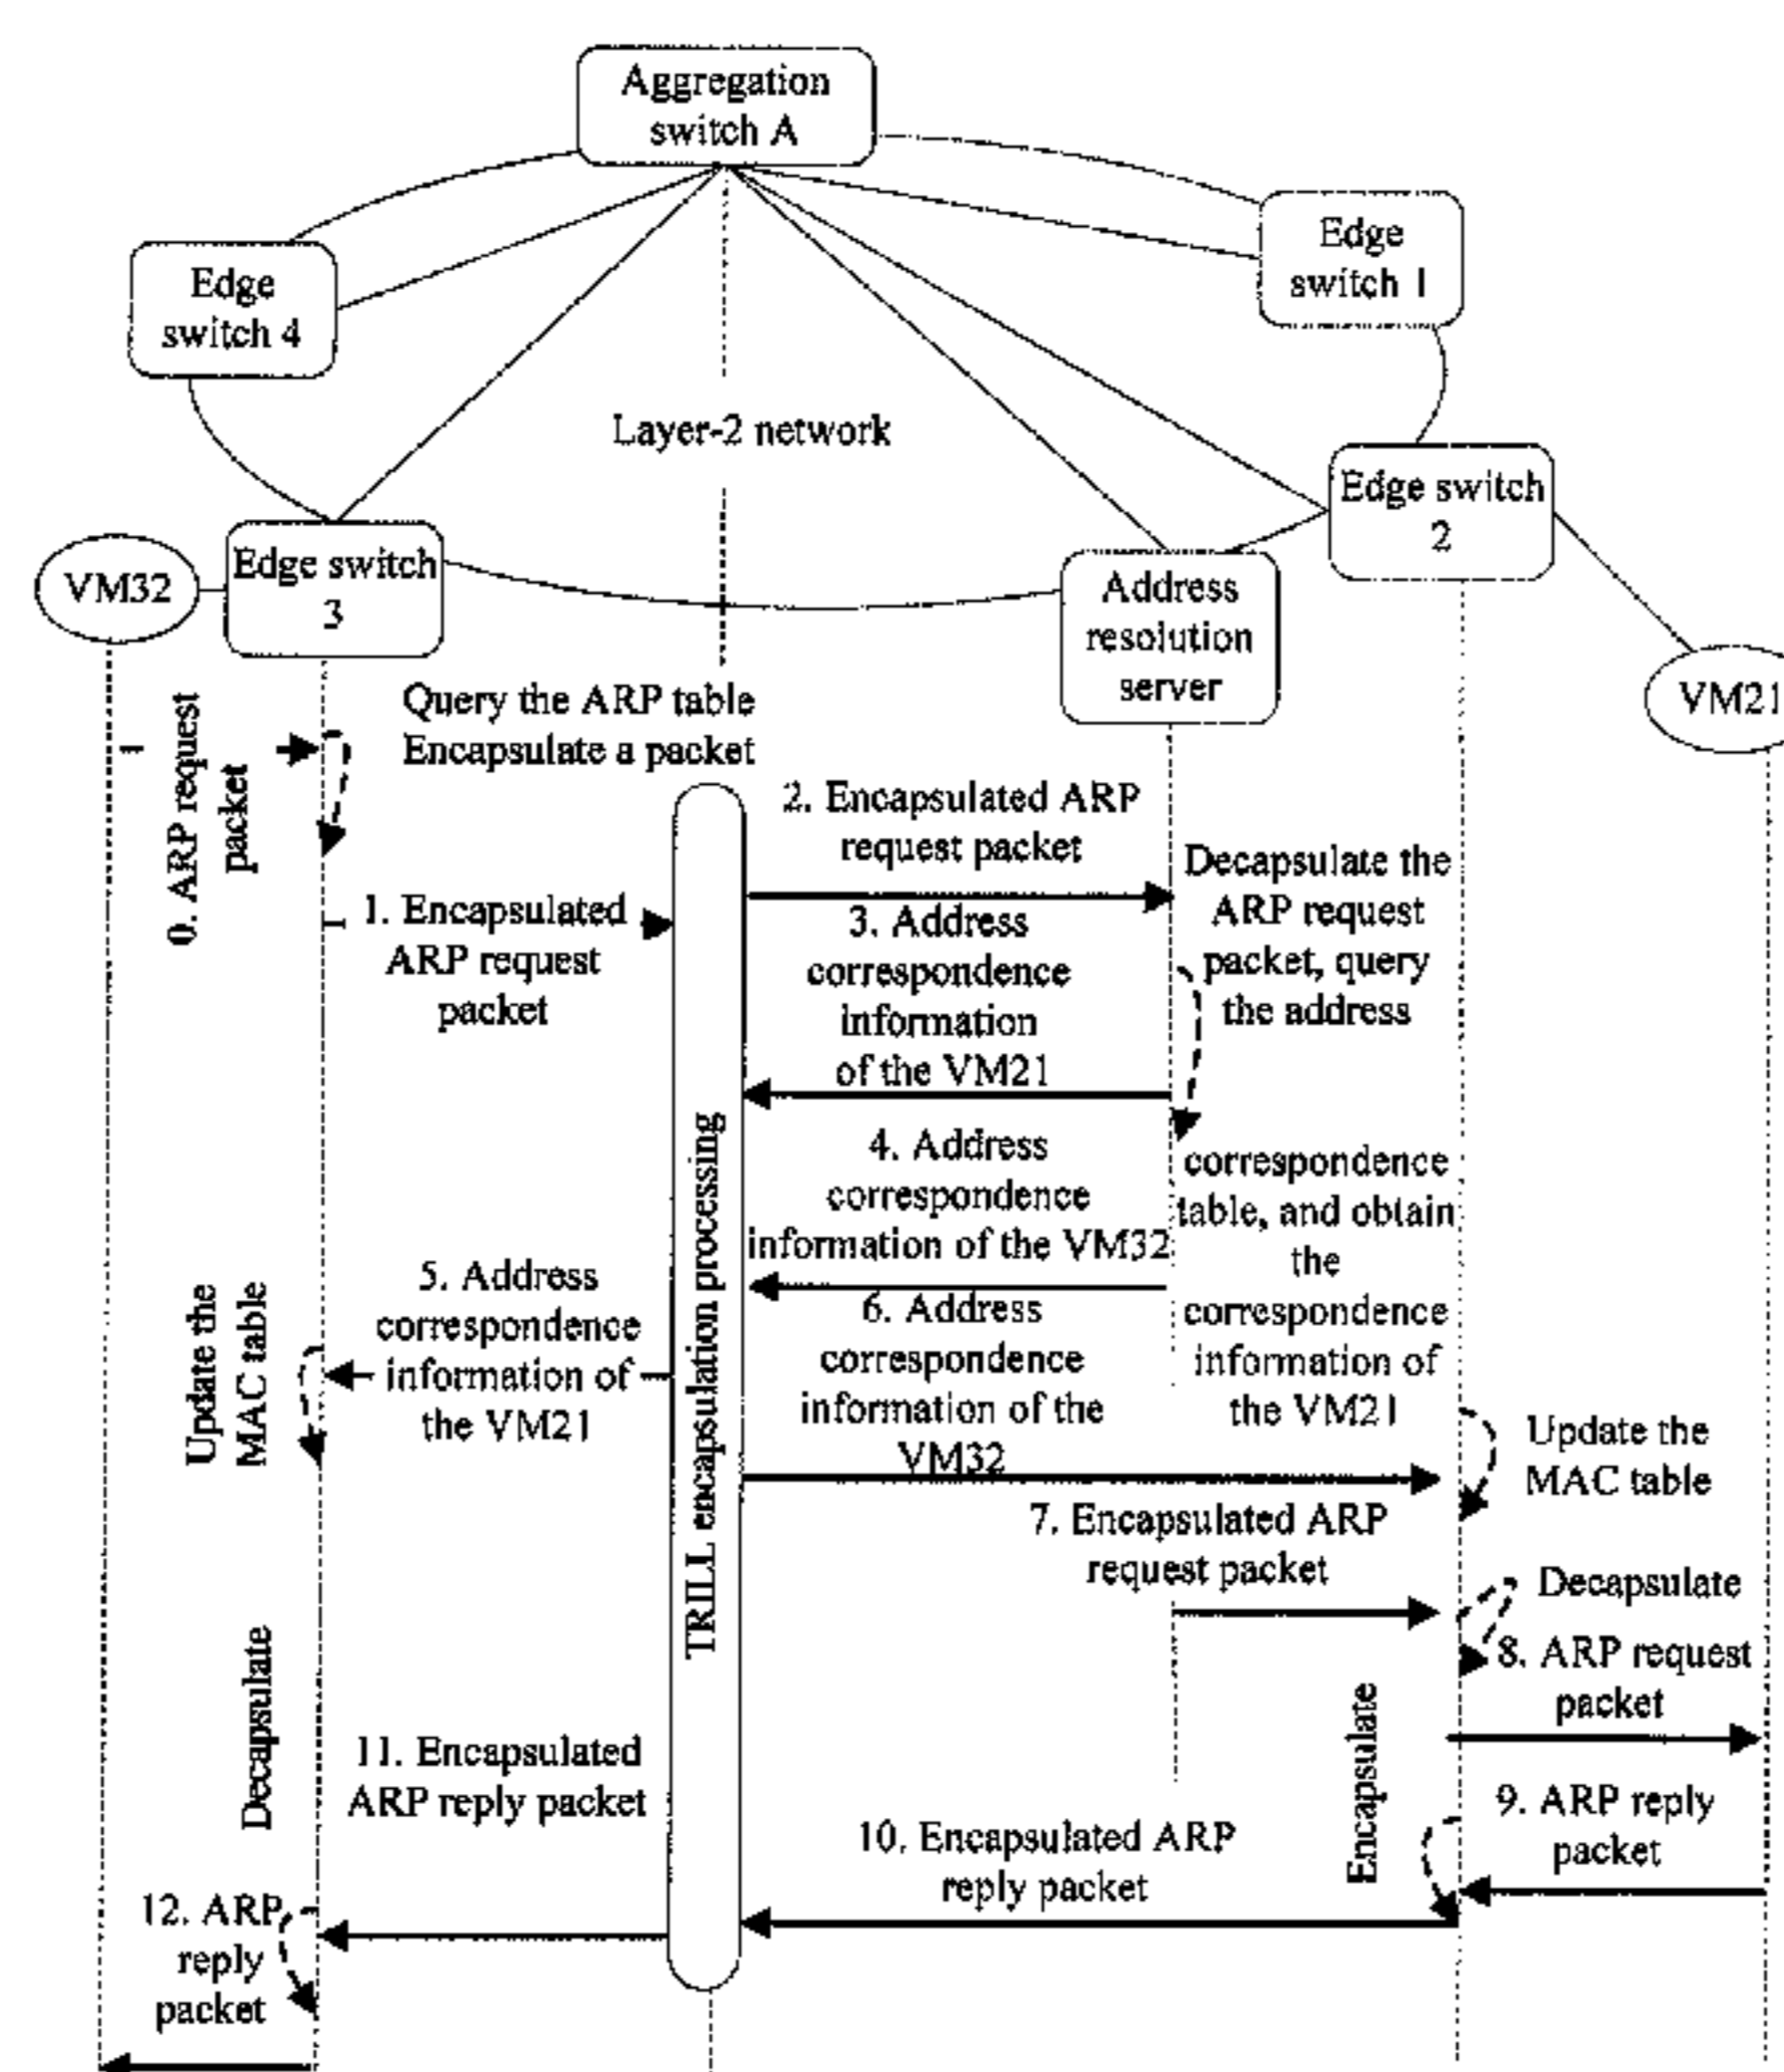 Aggregation
switch A
Edge
switch 1
Edge
switch 4
Layer-2 network
Edge switch
2
Edge switch
3
VM32
Address
resolution
server
VM21
0. ARP request
packet
Query the ARP table
Encapsulate a packet
2. Encapsulated ARP
request packet
Decapsulate the
ARP request
packet, query
the address
1. Encapsulated
ARP request
packet
3. Address
correspondence
information
of the VM21
TRILL encapsulation processing
4. Address
correspondence
information of the VM32
correspondence
table, and obtain
the
correspondence
information of
the VM21
Update the
MAC table
5. Address
correspondence
information of
the VM21
6. Address
correspondence
information of the
VM32
Update the
MAC table
7. Encapsulated ARP
request packet
Decapsulate
8. ARP request
packet
Decapsulate
11. Encapsulated
ARP reply packet
Encapsulate
9. ARP reply
packet
10. Encapsulated ARP
reply packet
12. ARP
reply
packet